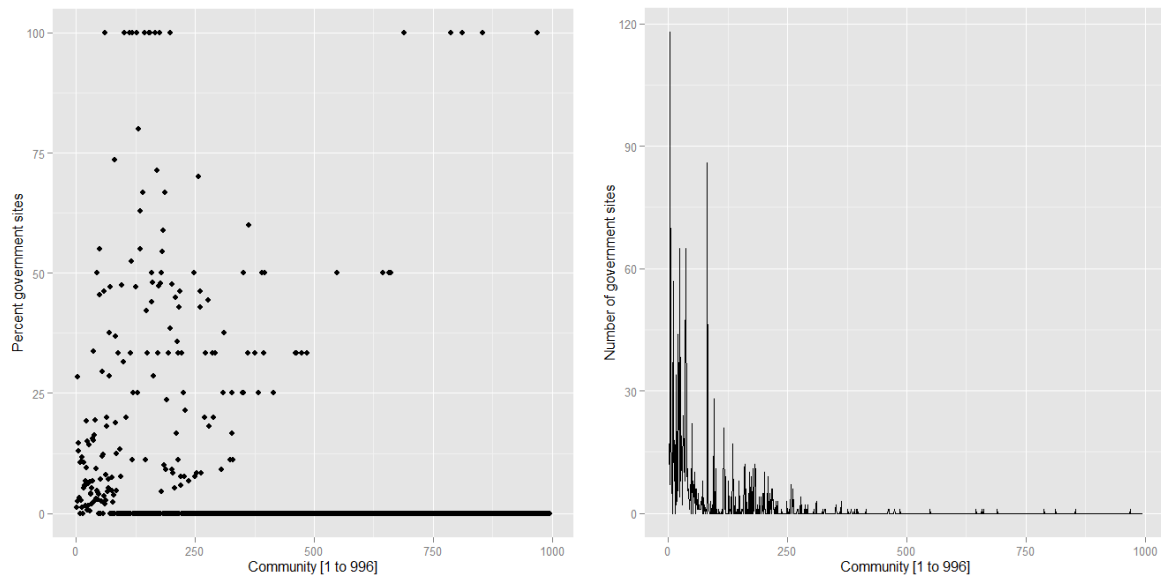 Percent government sites
100
75
50
25
0
0 250 500 750 1000
Community [1 to 996]
Number of government sites
120
90
60
30
0
0 250 500 750 1000
Community [1 to 996]